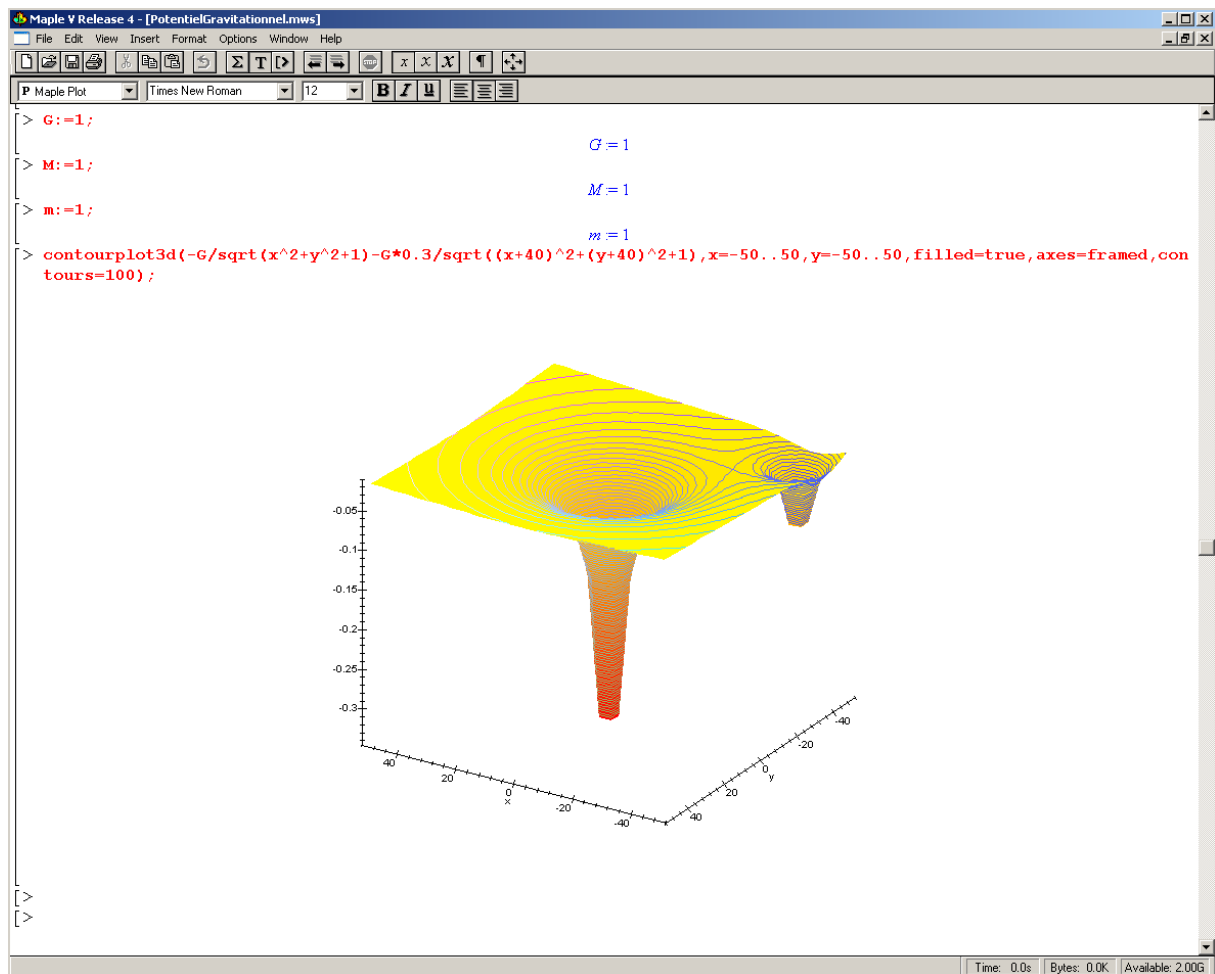 Maple V Release 4 - [PotentielGravitationnel.mws]
File Edit View Insert Format Options Window Help
Σ T [> STOP x x x ¶
P Maple Plot Times New Roman 12 B I u
[> G:=1;
G := 1
[> M:=1;
M := 1
[> m:=1;
m := 1
[> contourplot3d(-G/sqrt(x^2+y^2+1)-G*0.3/sqrt((x+40)^2+(y+40)^2+1),x=-50..50,y=-50..50,filled=true,axes=framed,con
tours=100);
-0.05
-0.1
-0.15
-0.2
-0.25
-0.3
40 20 0 -20 -40
x
40 20 0 -20 -40
y
[>
[>
Time: 0.0s Bytes: 0.0K Available: 2.00G